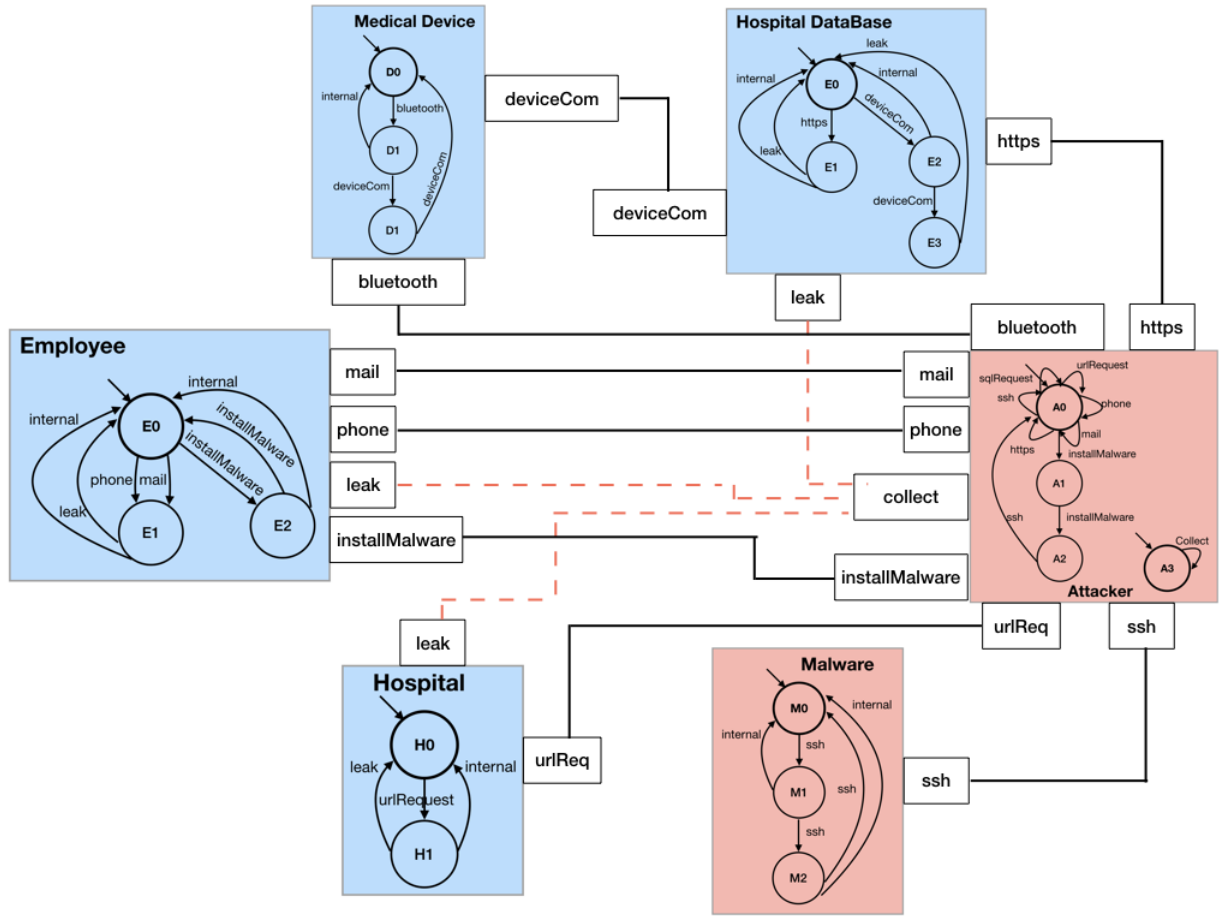 Medical Device
D0
internal
bluetooth
D1
deviceCom
deviceCom
D1
deviceCom
bluetooth
Hospital DataBase
leak
internal
internal
E0
https
deviceCom
leak
E1
E2
deviceCom
E3
deviceCom
https
leak
Employee
internal
internal
E0
installMalware
installMalware
phone
mail
leak
E1
E2
mail
phone
leak
installMalware
bluetooth
https
mail
phone
collect
installMalware
sqlRequest
urlRequest
ssh
A0
phone
mail
https
installMalware
A1
installMalware
ssh
A2
Collect
A3
Attacker
urlReq
ssh
leak
Hospital
H0
leak
internal
urlRequest
H1
urlReq
Malware
M0
internal
internal
ssh
M1
ssh
ssh
M2
ssh